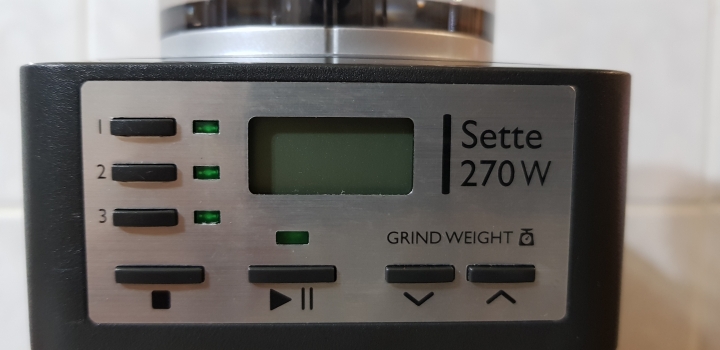 1
2
3
Sette
270 W
GRIND WEIGHT